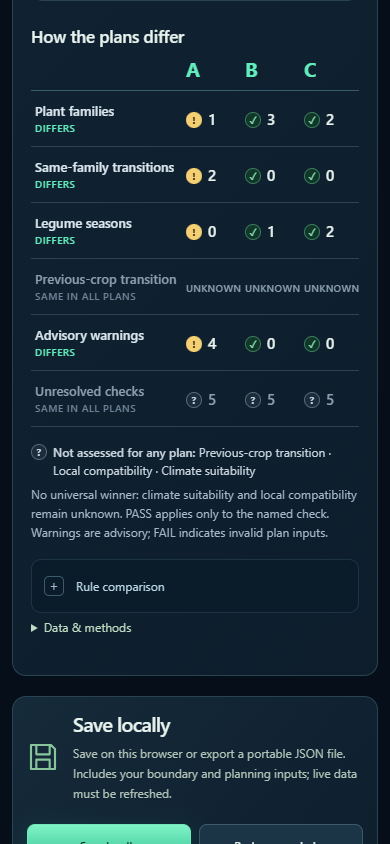 How the plans differ
A B C
Plant families
DIFFERS
! 1 ✓ 3 ✓ 2
Same-family transitions
DIFFERS
! 2 ✓ 0 ✓ 0
Legume seasons
DIFFERS
! 0 ✓ 1 ✓ 2
Previous-crop transition
SAME IN ALL PLANS
UNKNOWN UNKNOWN UNKNOWN
Advisory warnings
DIFFERS
! 4 ✓ 0 ✓ 0
Unresolved checks
SAME IN ALL PLANS
? 5 ? 5 ? 5
? Not assessed for any plan: Previous-crop transition ·
Local compatibility · Climate suitability
No universal winner: climate suitability and local compatibility
remain unknown. PASS applies only to the named check.
Warnings are advisory; FAIL indicates invalid plan inputs.
+ Rule comparison
▶ Data & methods
Save locally
Save on this browser or export a portable JSON file.
Includes your boundary and planning inputs; live data
must be refreshed.